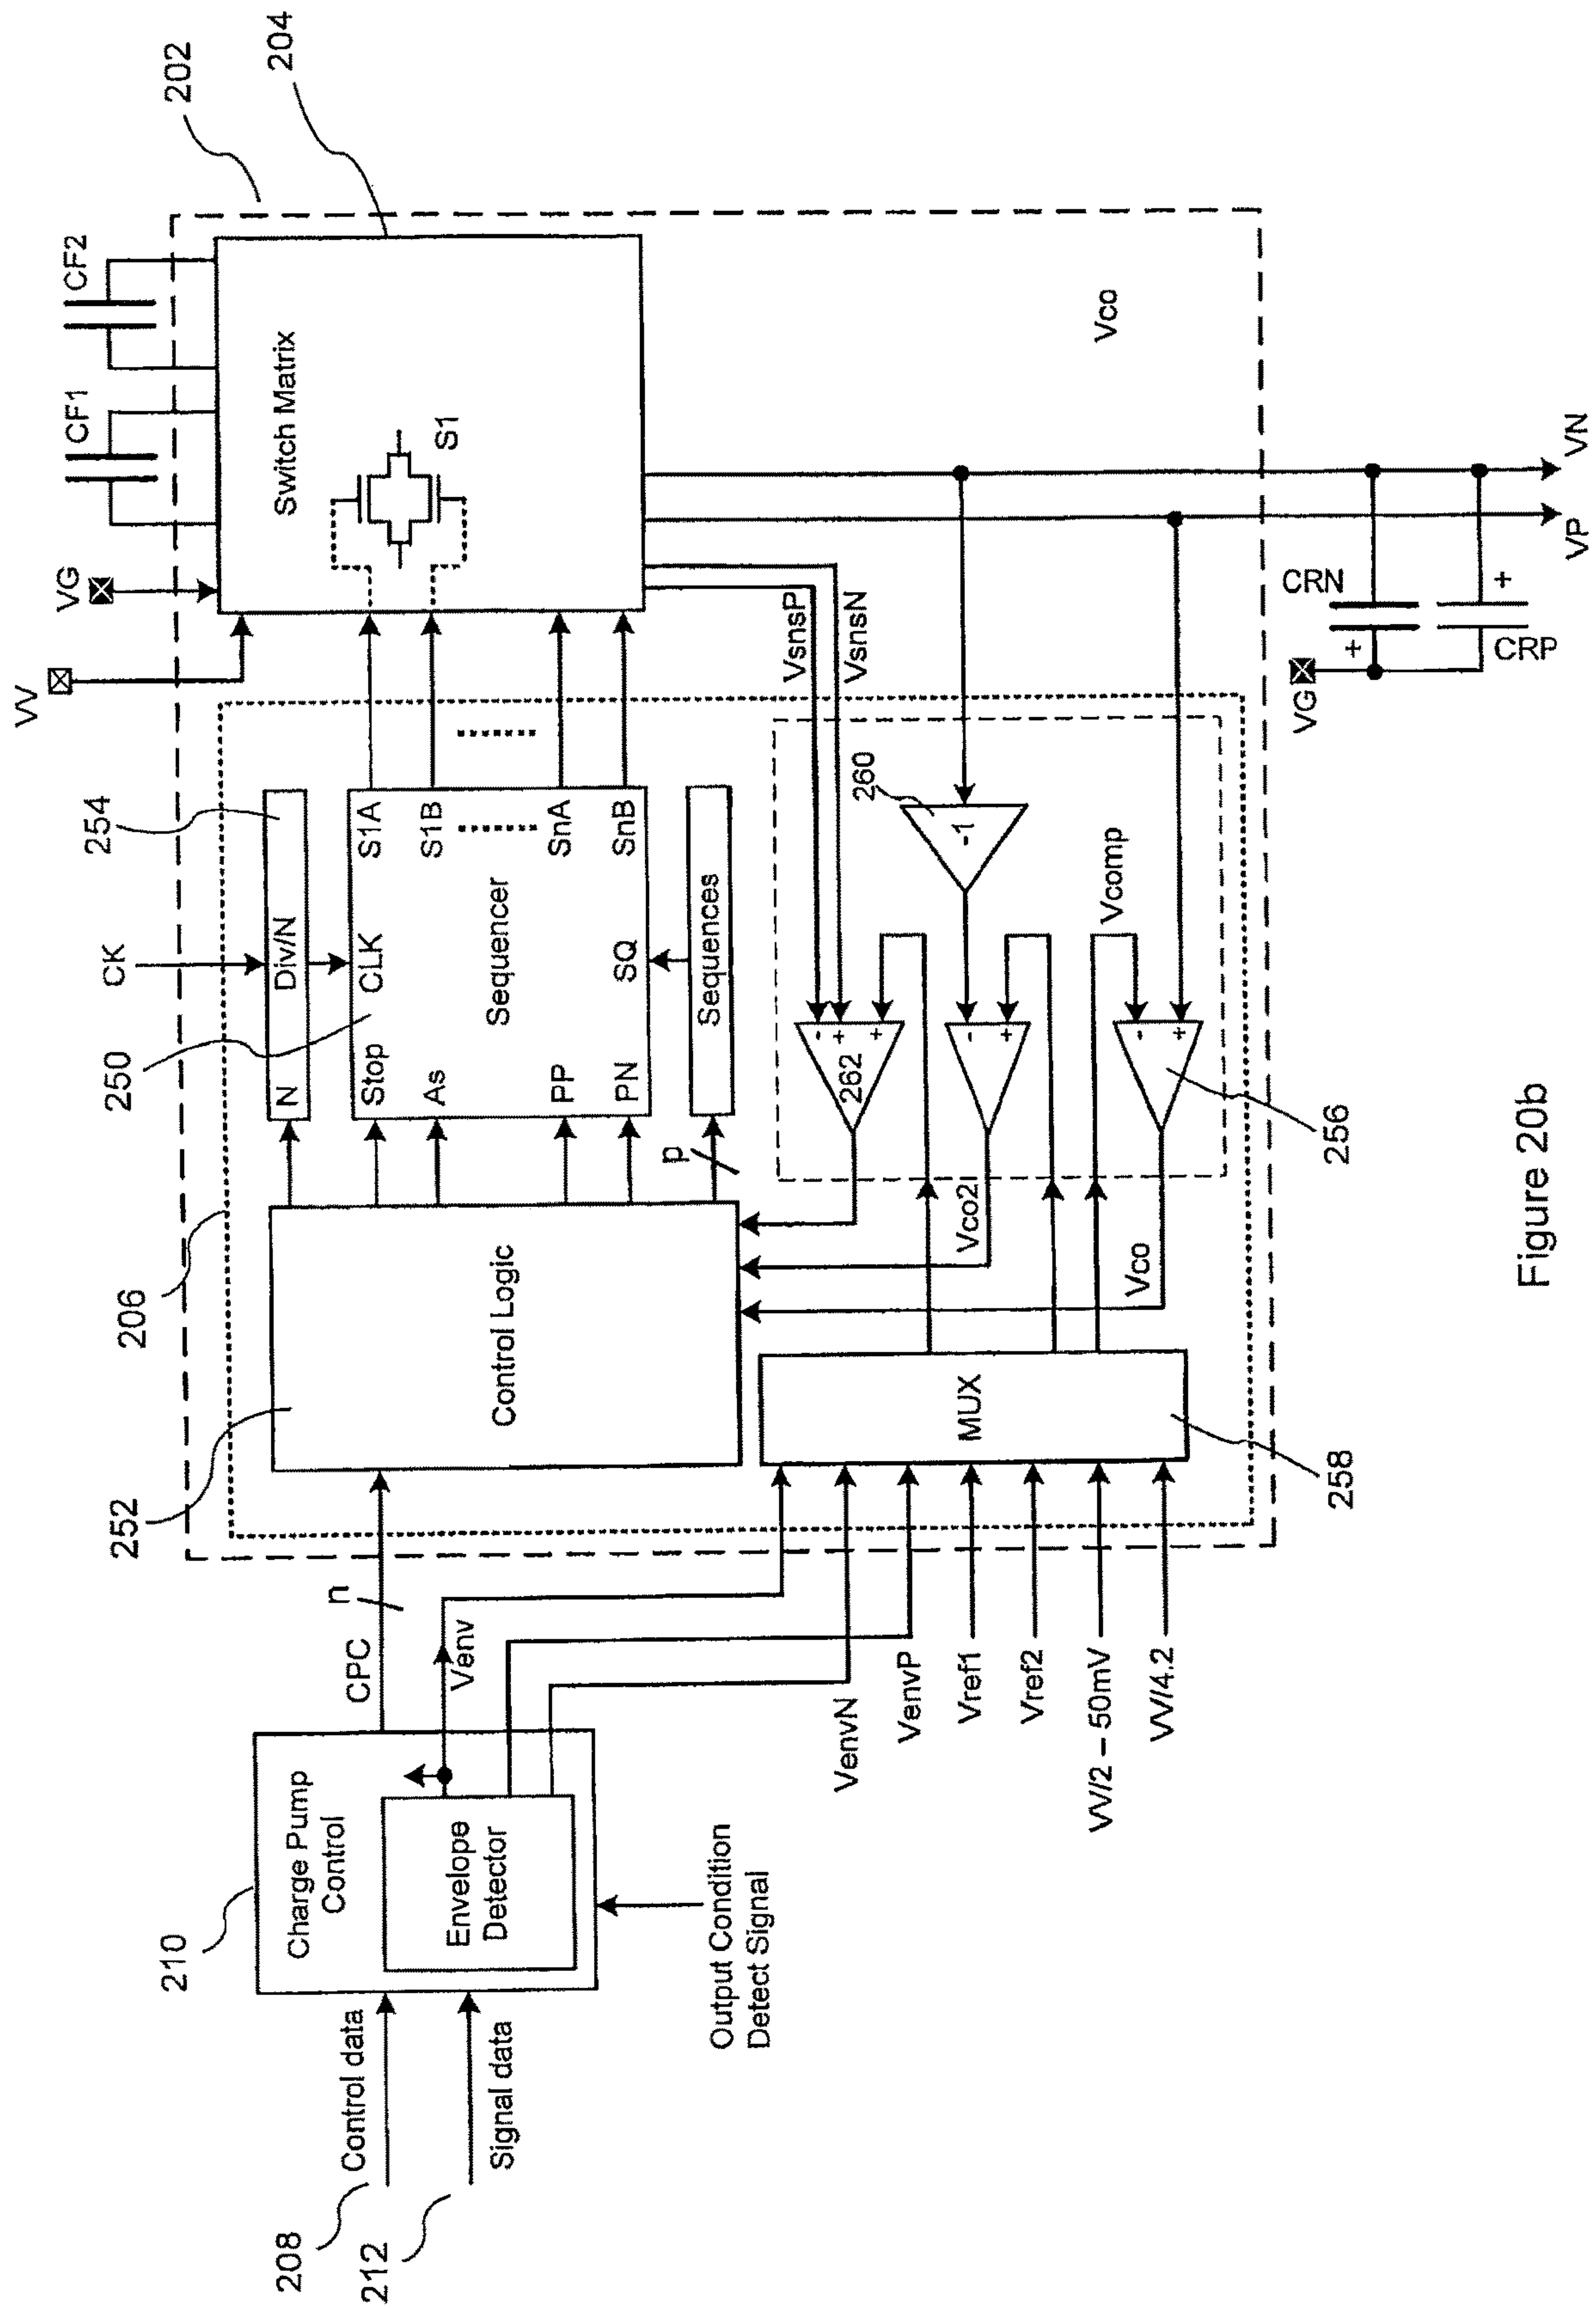 202
204
CF1
CF2
VG
VV
Switch Matrix
S1
254
CK
N
Div/N
250
Stop
CLK
S1A
As
S1B
Sequencer
PP
SnA
PN
SQ
SnB
p
Sequences
206
252
Control Logic
VsnsP
VsnsN
260
-1
262
-
+
+
-
+
-
+
Vcomp
Vco2
Vco
256
Vco
MUX
258
210
Charge Pump
Control
Envelope
Detector
CPC
n
Venv
208
Control data
212
Signal data
Output Condition
Detect Signal
VenvN
VenvP
Vref1
Vref2
VV/2 – 50mV
VV/4.2
VG
CRN
+
CRP
+
VP
VN
Figure 20b